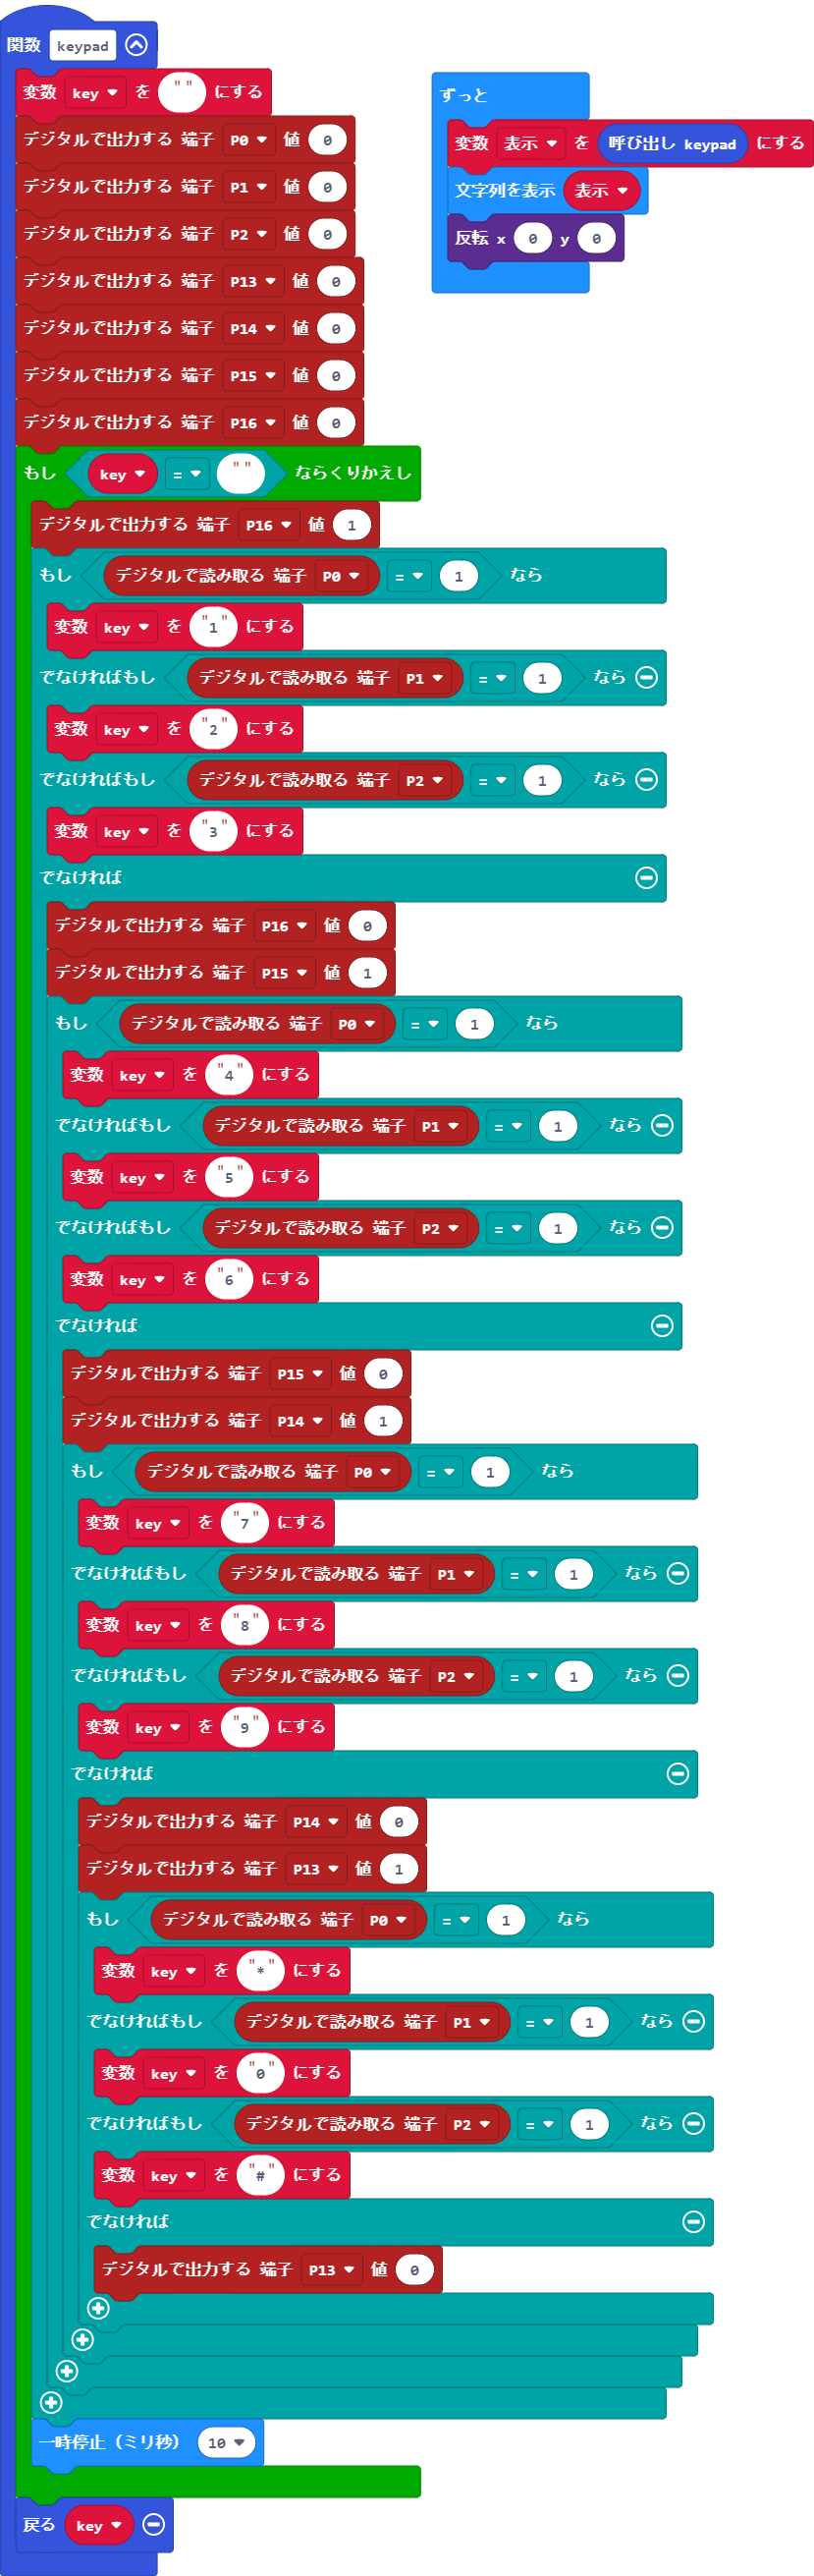 関数 keypad
変数 key を " " にする
デジタルで出力する 端子 P0 値 0
デジタルで出力する 端子 P1 値 0
デジタルで出力する 端子 P2 値 0
デジタルで出力する 端子 P13 値 0
デジタルで出力する 端子 P14 値 0
デジタルで出力する 端子 P15 値 0
デジタルで出力する 端子 P16 値 0
もし key = " " ならくりかえし
デジタルで出力する 端子 P16 値 1
もし デジタルで読み取る 端子 P0 = 1 なら
変数 key を "1" にする
でなければもし デジタルで読み取る 端子 P1 = 1 なら
変数 key を "2" にする
でなければもし デジタルで読み取る 端子 P2 = 1 なら
変数 key を "3" にする
でなければ
デジタルで出力する 端子 P16 値 0
デジタルで出力する 端子 P15 値 1
もし デジタルで読み取る 端子 P0 = 1 なら
変数 key を "4" にする
でなければもし デジタルで読み取る 端子 P1 = 1 なら
変数 key を "5" にする
でなければもし デジタルで読み取る 端子 P2 = 1 なら
変数 key を "6" にする
でなければ
デジタルで出力する 端子 P15 値 0
デジタルで出力する 端子 P14 値 1
もし デジタルで読み取る 端子 P0 = 1 なら
変数 key を "7" にする
でなければもし デジタルで読み取る 端子 P1 = 1 なら
変数 key を "8" にする
でなければもし デジタルで読み取る 端子 P2 = 1 なら
変数 key を "9" にする
でなければ
デジタルで出力する 端子 P14 値 0
デジタルで出力する 端子 P13 値 1
もし デジタルで読み取る 端子 P0 = 1 なら
変数 key を "*" にする
でなければもし デジタルで読み取る 端子 P1 = 1 なら
変数 key を "0" にする
でなければもし デジタルで読み取る 端子 P2 = 1 なら
変数 key を "#" にする
でなければ
デジタルで出力する 端子 P13 値 0
一時停止（ミリ秒） 10
戻る key
ずっと
変数 表示 を 呼び出し keypad にする
文字列を表示 表示
反転 x 0 y 0